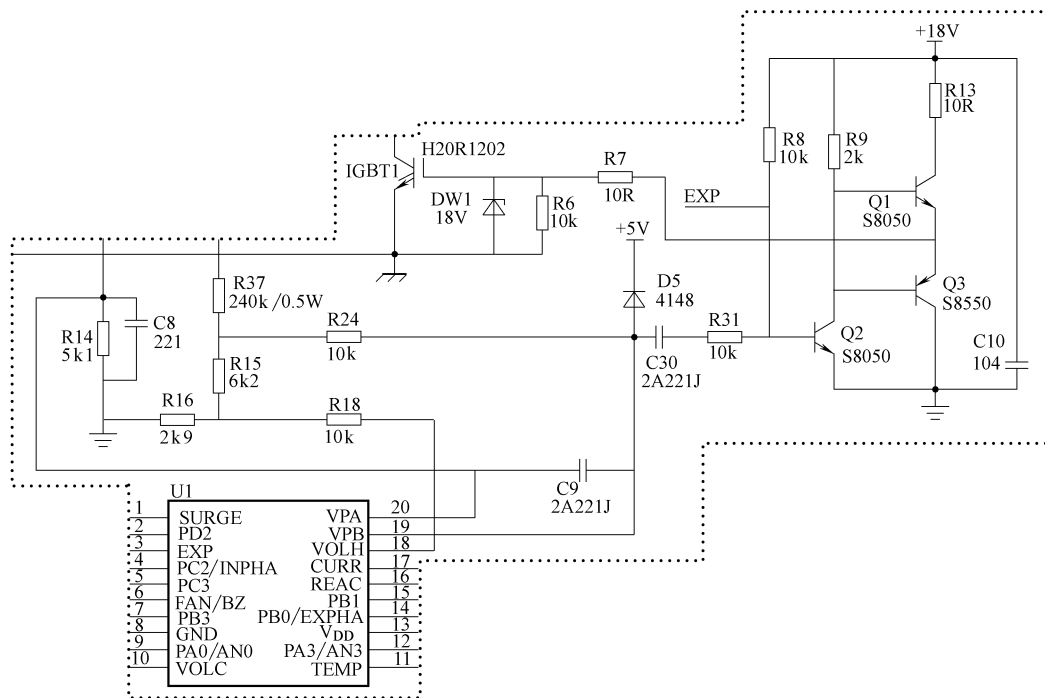 +18V
R13
10R
R8
10k
R9
2k
H20R1202
IGBT1
R7
10R
DW1
18V
R6
10k
EXP
Q1
S8050
+5V
R37
240k/0.5W
D5
4148
Q3
S8550
R14
5k1
C8
221
R24
10k
R31
10k
C30
2A221J
Q2
S8050
C10
104
R15
6k2
R16
2k9
R18
10k
C9
2A221J
U1
1 SURGE VPA 20
2 PD2 VPB 19
3 EXP VOLH 18
4 PC2/INPHA CURR 17
5 PC3 REAC 16
6 FAN/BZ PB1 15
7 PB3 PB0/EXPHA 14
8 GND VDD 13
9 PA0/AN0 PA3/AN3 12
10 VOLC TEMP 11